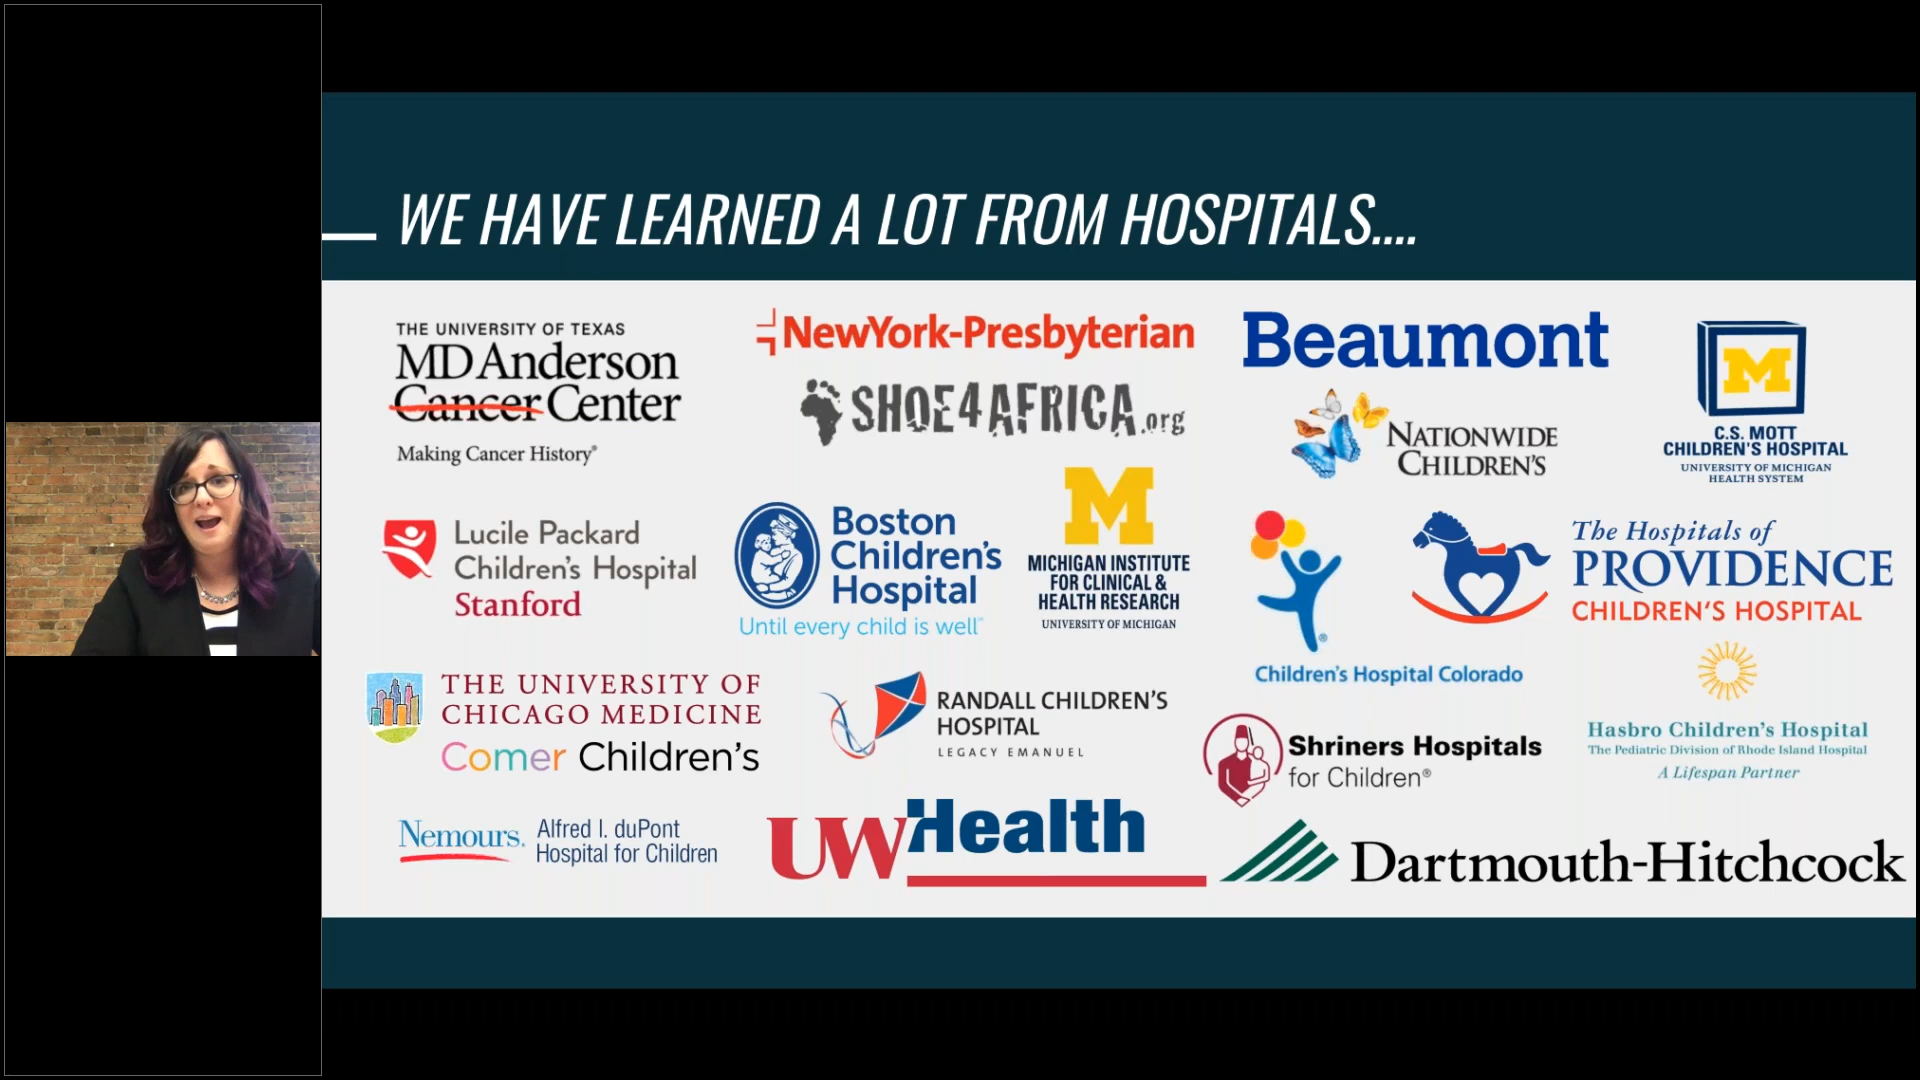 WE HAVE LEARNED A LOT FROM HOSPITALS....
THE UNIVERSITY OF TEXAS
MD Anderson
Cancer Center
Making Cancer History®
NewYork-Presbyterian
SHOE4AFRICA.org
Beaumont
NATIONWIDE
CHILDREN'S
M
C.S. MOTT
CHILDREN'S HOSPITAL
UNIVERSITY OF MICHIGAN
HEALTH SYSTEM
Lucile Packard
Children's Hospital
Stanford
Boston
Children's
Hospital
Until every child is well℠
M
MICHIGAN INSTITUTE
FOR CLINICAL &
HEALTH RESEARCH
UNIVERSITY OF MICHIGAN
®
Children's Hospital Colorado
The Hospitals of
PROVIDENCE
CHILDREN'S HOSPITAL
THE UNIVERSITY OF
CHICAGO MEDICINE
Comer Children's
RANDALL CHILDREN'S
HOSPITAL
LEGACY EMANUEL
Shriners Hospitals
for Children®
Hasbro Children's Hospital
The Pediatric Division of Rhode Island Hospital
A Lifespan Partner
Nemours.
Alfred I. duPont
Hospital for Children
UWHealth
Dartmouth-Hitchcock